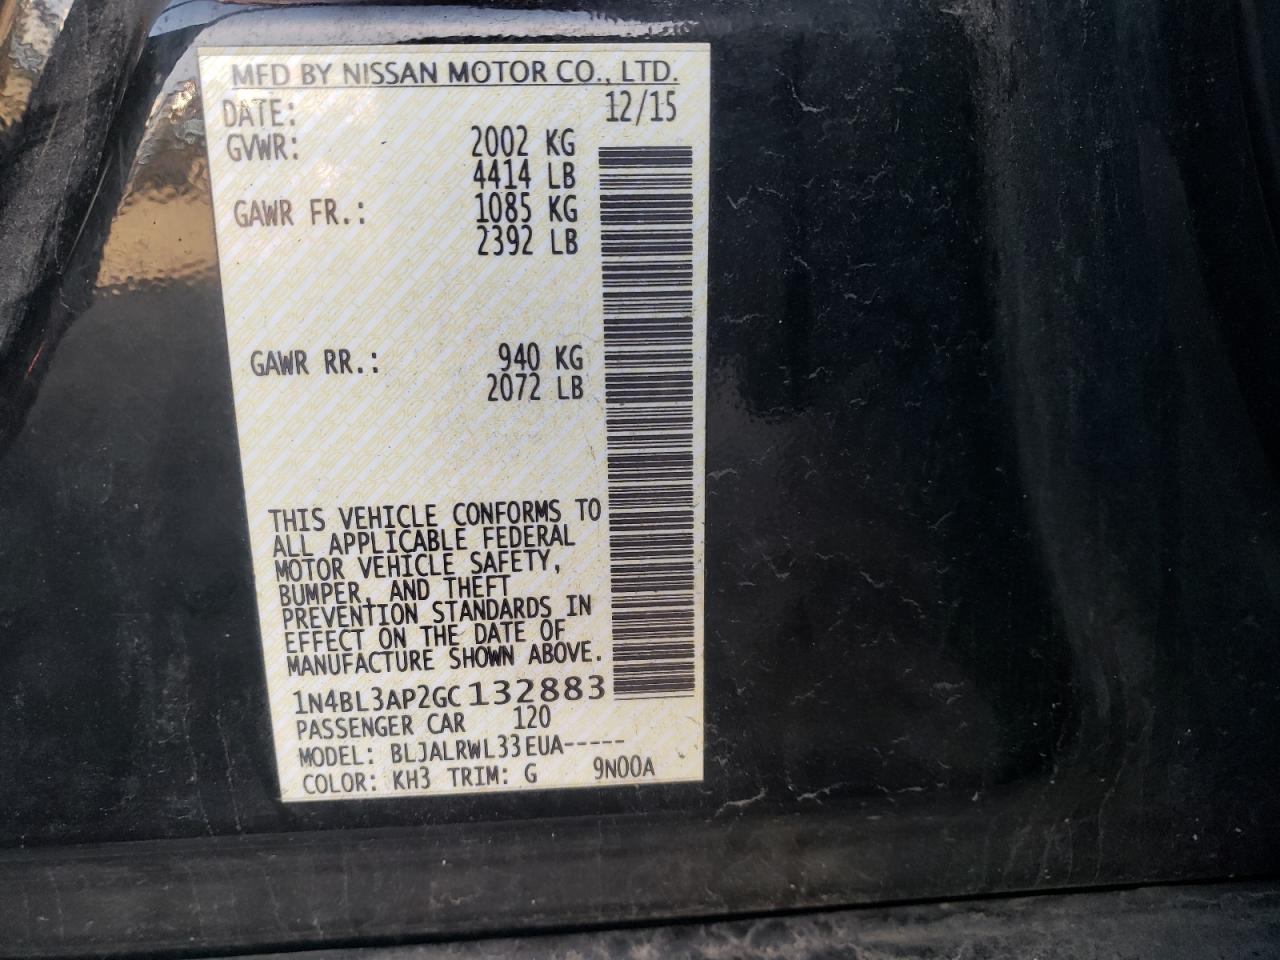 MFD BY NISSAN MOTOR CO., LTD.
DATE: 12/15
GVWR: 2002 KG
4414 LB
GAWR FR.: 1085 KG
2392 LB
GAWR RR.: 940 KG
2072 LB
THIS VEHICLE CONFORMS TO
ALL APPLICABLE FEDERAL
MOTOR VEHICLE SAFETY,
BUMPER, AND THEFT
PREVENTION STANDARDS IN
EFFECT ON THE DATE OF
MANUFACTURE SHOWN ABOVE.
1N4BL3AP2GC132883
PASSENGER CAR 120
MODEL: BLJALRWL33EUA-----
COLOR: KH3 TRIM: G 9N00A